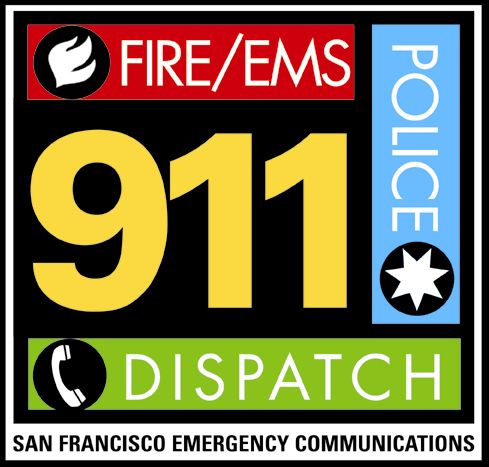 FIRE/EMS
POLICE
911
DISPATCH
SAN FRANCISCO EMERGENCY COMMUNICATIONS